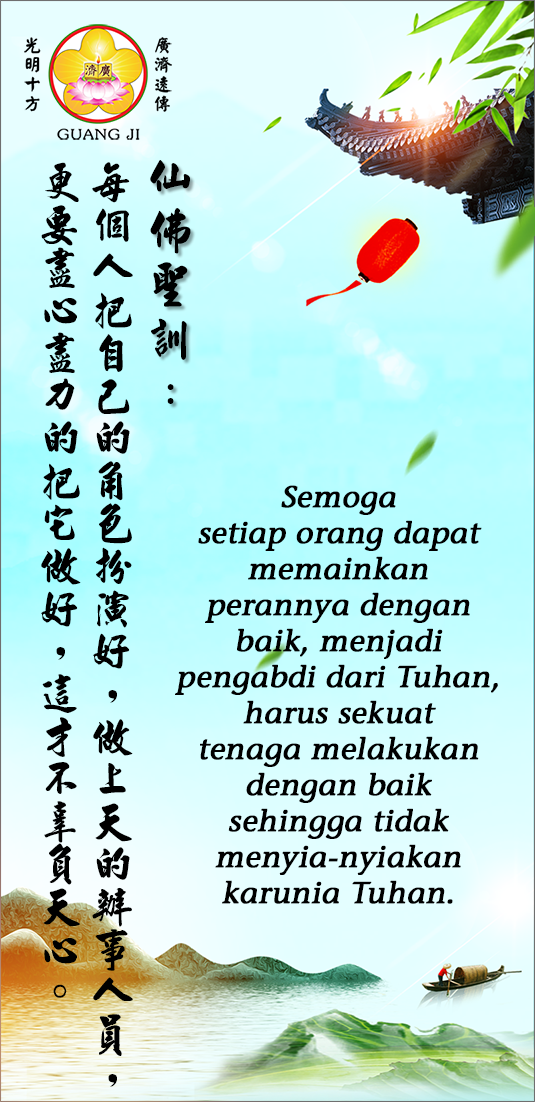 光明十方
廣濟遠傳
廣濟
GUANG JI
仙佛聖訓：
每個人把自己的角色扮演好，做上天的辦事人員，
更要盡心盡力的把它做好，這才不辜負天心。
Semoga
setiap orang dapat
memainkan
perannya dengan
baik, menjadi
pengabdi dari Tuhan,
harus sekuat
tenaga melakukan
dengan baik
sehingga tidak
menyia-nyiakan
karunia Tuhan.